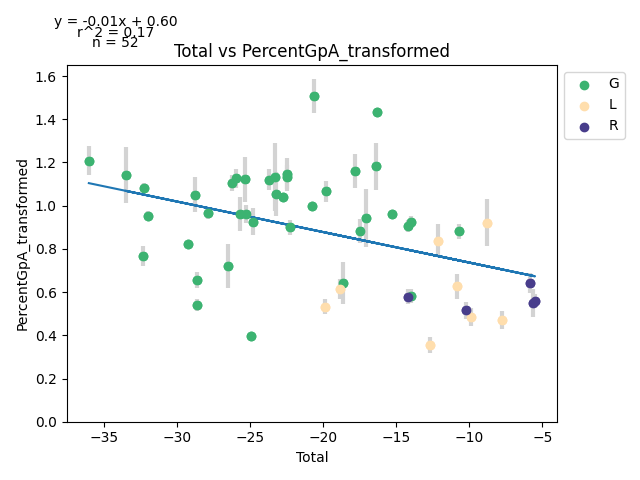 y = -0.01x + 0.60
r^2 = 0.17
n = 52
Total vs PercentGpA_transformed
PercentGpA_transformed
1.6
1.4
1.2
1.0
0.8
0.6
0.4
0.2
0.0
−35
−30
−25
−20
−15
−10
−5
Total
G
L
R